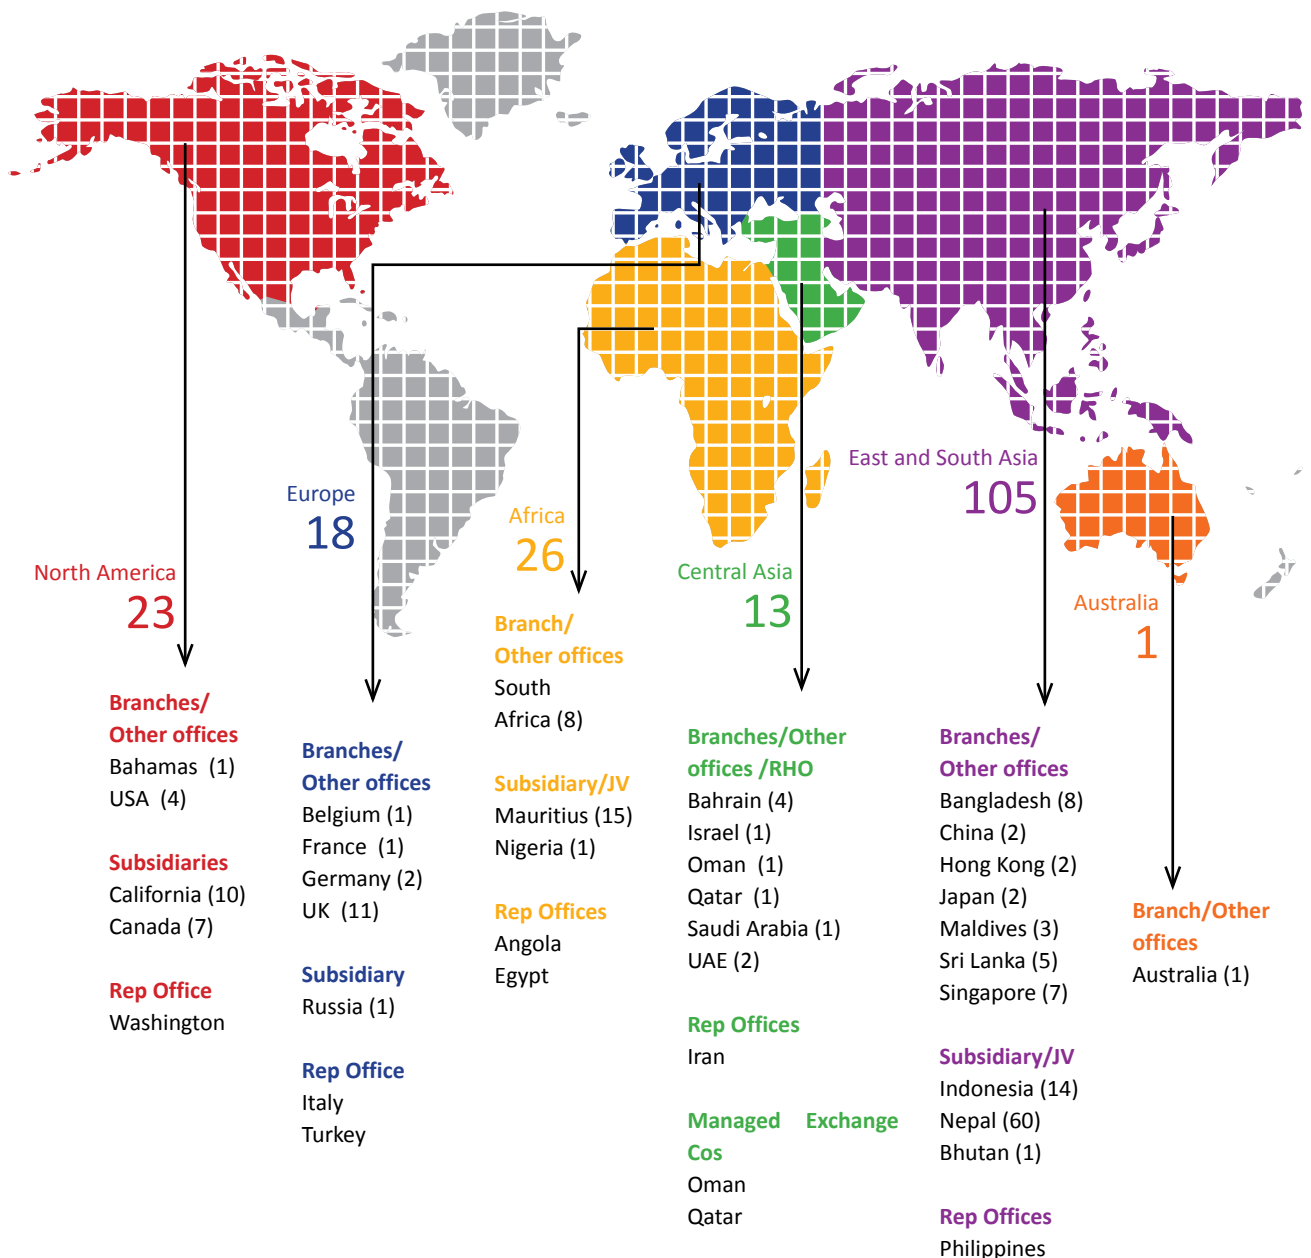 North America
23
Branches/
Other offices
Bahamas (1)
USA (4)
Subsidiaries
California (10)
Canada (7)
Rep Office
Washington
Europe
18
Branches/
Other offices
Belgium (1)
France (1)
Germany (2)
UK (11)
Subsidiary
Russia (1)
Rep Office
Italy
Turkey
Africa
26
Branch/
Other offices
South
Africa (8)
Subsidiary/JV
Mauritius (15)
Nigeria (1)
Rep Offices
Angola
Egypt
Central Asia
13
Branches/Other
offices /RHO
Bahrain (4)
Israel (1)
Oman (1)
Qatar (1)
Saudi Arabia (1)
UAE (2)
Rep Offices
Iran
Managed Exchange
Cos
Oman
Qatar
East and South Asia
105
Branches/
Other offices
Bangladesh (8)
China (2)
Hong Kong (2)
Japan (2)
Maldives (3)
Sri Lanka (5)
Singapore (7)
Subsidiary/JV
Indonesia (14)
Nepal (60)
Bhutan (1)
Rep Offices
Philippines
Australia
1
Branch/Other
offices
Australia (1)